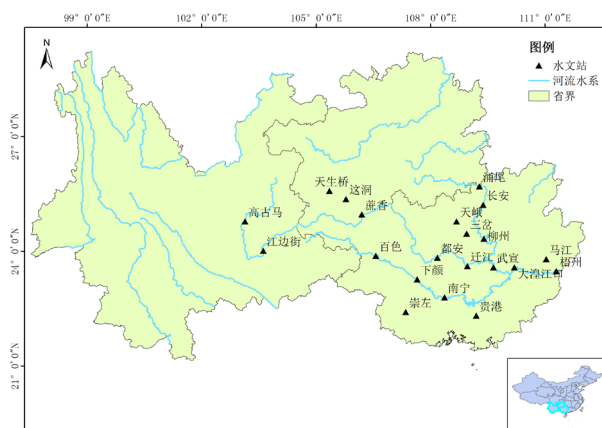 99° 0′0″E
102° 0′0″E
105° 0′0″E
108° 0′0″E
111° 0′0″E
N
图例
水文站
河流水系
省界
27° 0′0″N
24° 0′0″N
21° 0′0″N
涌尾
天生桥
这洞
长安
蔗香
高古马
天峨
三岔
柳州
江边街
都安
马江
百色
迁江
武宣
梧州
下颜
大湟江口
南宁
崇左
贵港